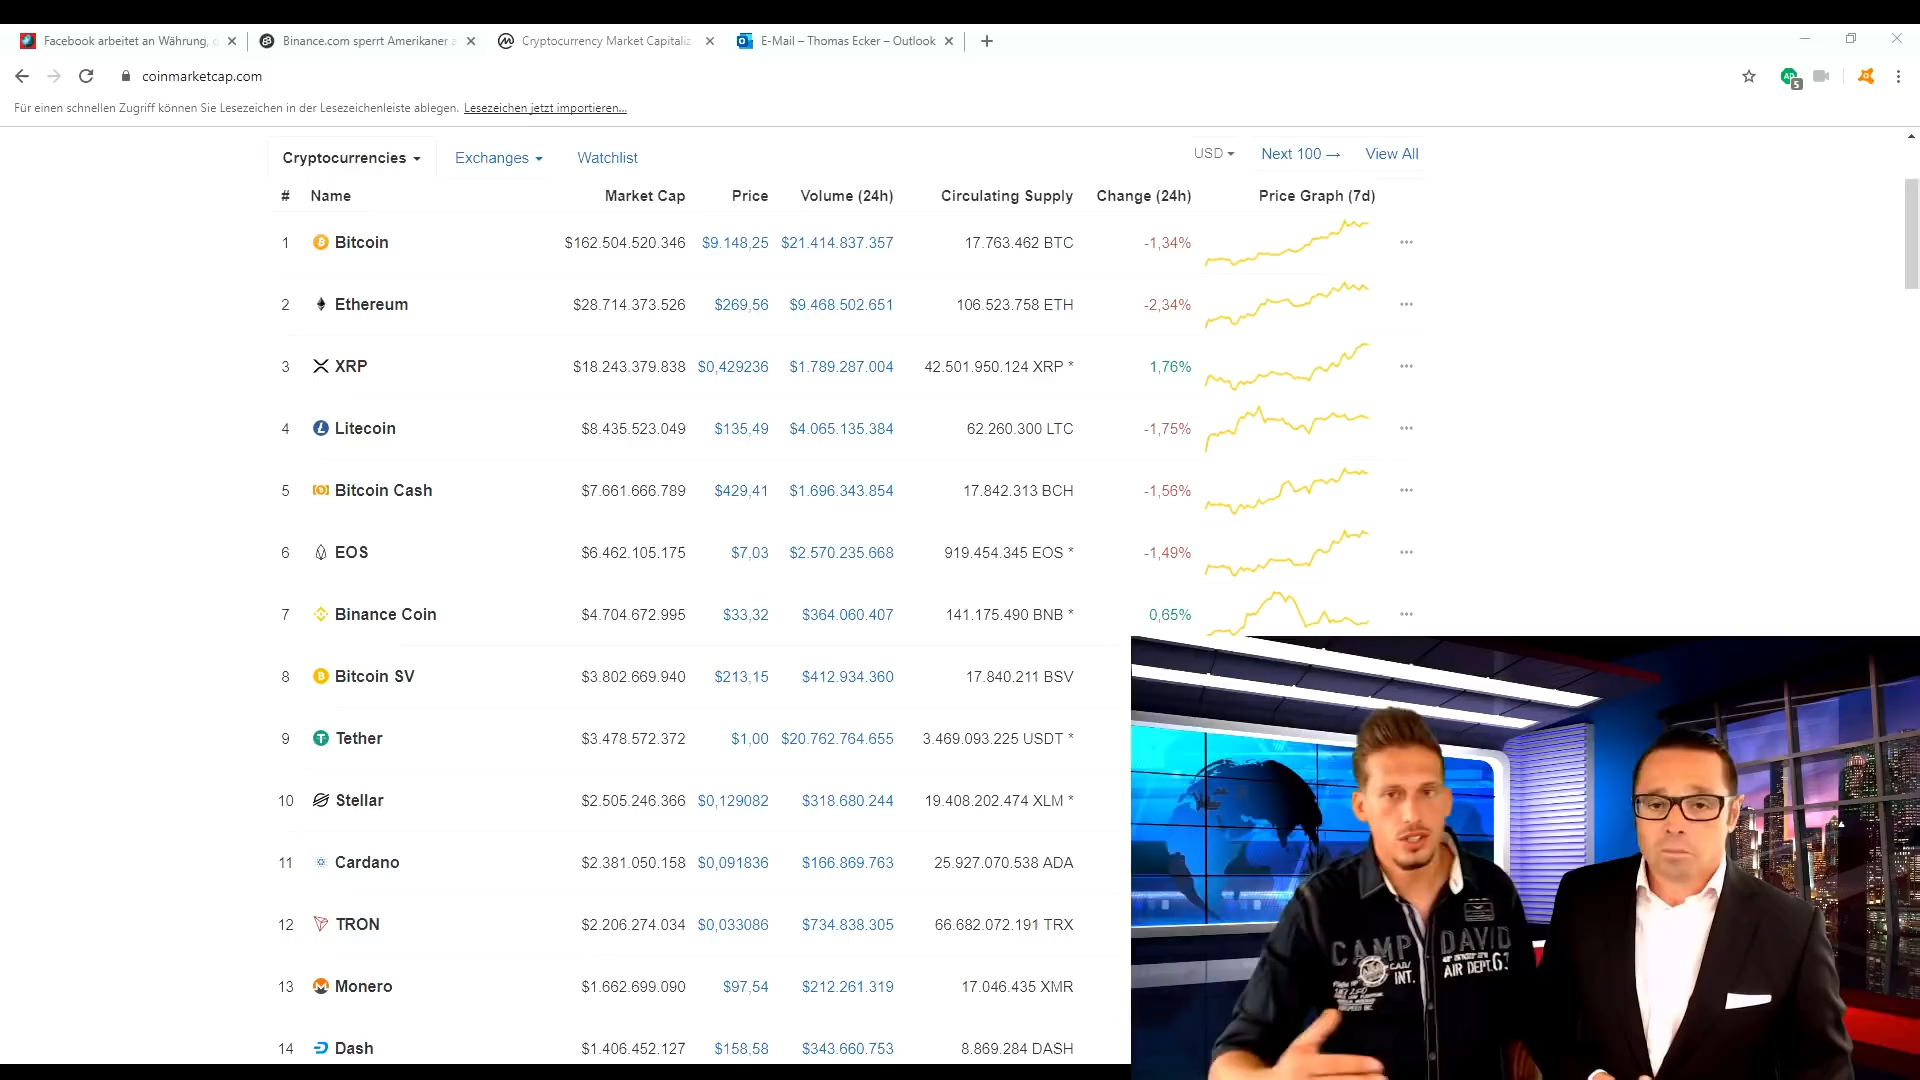 Facebook arbeitet an Währung,
Binance.com sperrt Amerikaner
Cryptocurrency Market Capitaliz
E-Mail – Thomas Ecker – Outlook
coinmarketcap.com
Für einen schnellen Zugriff können Sie Lesezeichen in der Lesezeichenleiste ablegen. Lesezeichen jetzt importieren...
Cryptocurrencies Exchanges Watchlist USD Next 100 → View All
# Name Market Cap Price Volume (24h) Circulating Supply Change (24h) Price Graph (7d)
1 Bitcoin $162.504.520.346 $9.148,25 $21.414.837.357 17.763.462 BTC -1,34%
2 Ethereum $28.714.373.526 $269,56 $9.468.502.651 106.523.758 ETH -2,34%
3 XRP $18.243.379.838 $0,429236 $1.789.287.004 42.501.950.124 XRP * 1,76%
4 Litecoin $8.435.523.049 $135,49 $4.065.135.384 62.260.300 LTC -1,75%
5 Bitcoin Cash $7.661.666.789 $429,41 $1.696.343.854 17.842.313 BCH -1,56%
6 EOS $6.462.105.175 $7,03 $2.570.235.668 919.454.345 EOS * -1,49%
7 Binance Coin $4.704.672.995 $33,32 $364.060.407 141.175.490 BNB * 0,65%
8 Bitcoin SV $3.802.669.940 $213,15 $412.934.360 17.840.211 BSV
9 Tether $3.478.572.372 $1,00 $20.762.764.655 3.469.093.225 USDT *
10 Stellar $2.505.246.366 $0,129082 $318.680.244 19.408.202.474 XLM *
11 Cardano $2.381.050.158 $0,091836 $166.869.763 25.927.070.538 ADA
12 TRON $2.206.274.034 $0,033086 $734.838.305 66.682.072.191 TRX
13 Monero $1.662.699.090 $97,54 $212.261.319 17.046.435 XMR
14 Dash $1.406.452.127 $158,58 $343.660.753 8.869.284 DASH
CAMP DAVID
INT. AIR DEPT.